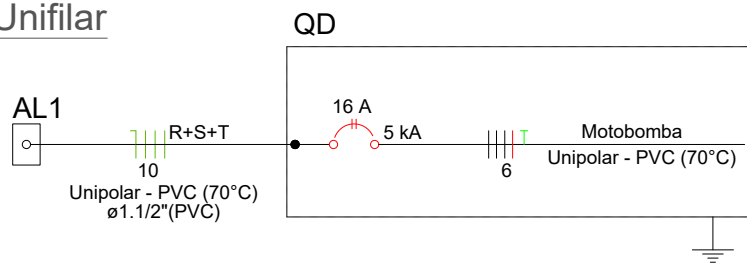 Unifilar
QD
AL1
R+S+T
10
Unipolar - PVC (70°C)
ø1.1/2"(PVC)
16 A
5 kA
6
T
Motobomba
Unipolar - PVC (70°C)